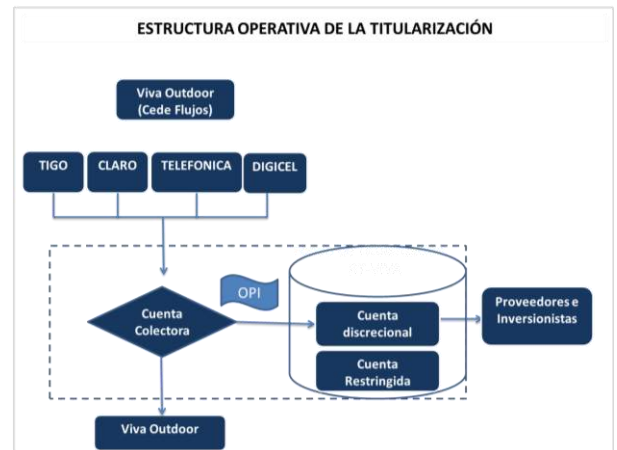 ESTRUCTURA OPERATIVA DE LA TITULARIZACIÓN
Viva Outdoor
(Cede Flujos)
TIGO
CLARO
TELEFONICA
DIGICEL
OPI
Cuenta
Colectora
Cuenta
discrecional
Proveedores e
Inversionistas
Cuenta
Restringida
Viva Outdoor